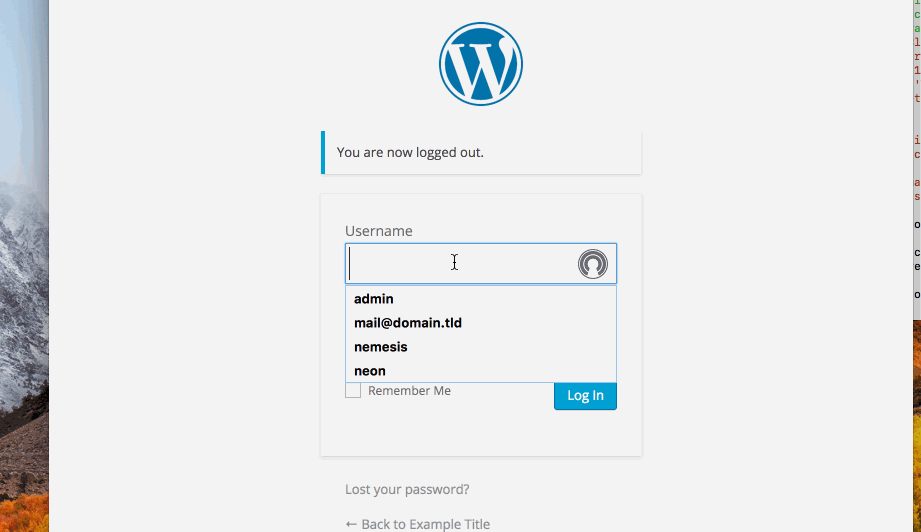 You are now logged out.
Username
admin
mail@domain.tld
nemesis
neon
Remember Me
Log In
Lost your password?
← Back to Example Title